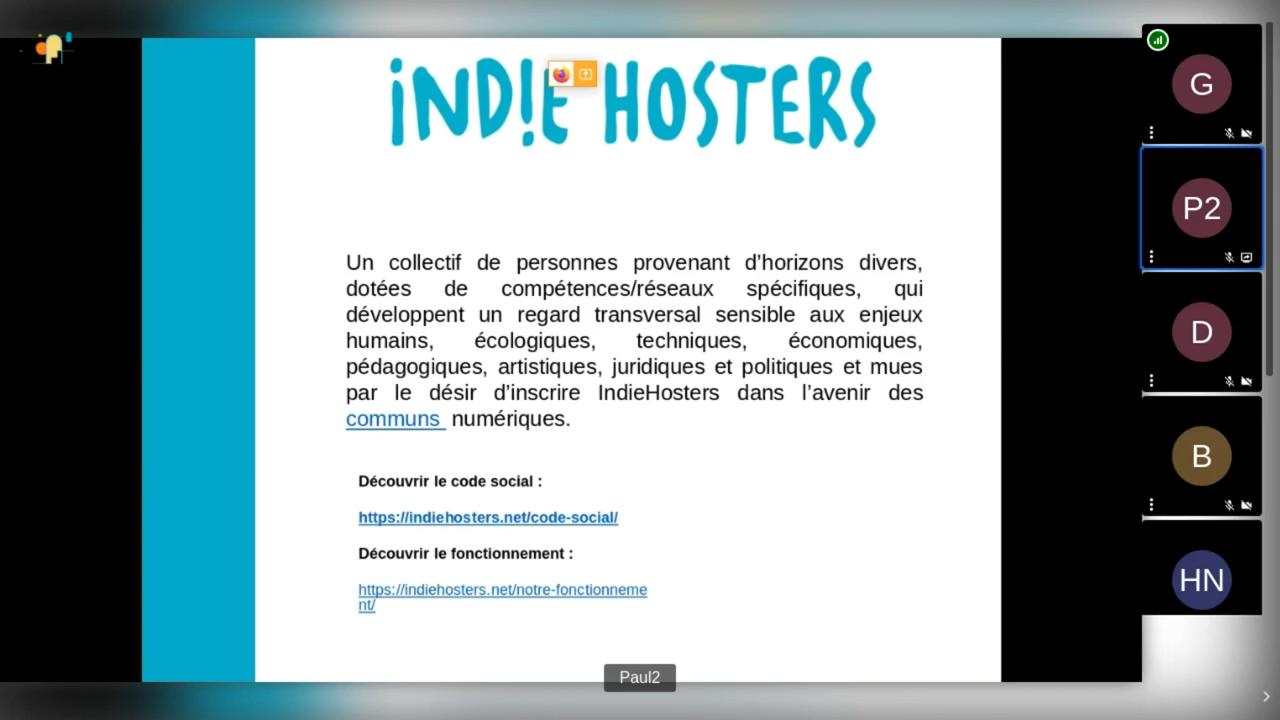 iND!E HOSTERS
G
P2
Un collectif de personnes provenant d’horizons divers,
dotées de compétences/réseaux spécifiques, qui
développent un regard transversal sensible aux enjeux
humains, écologiques, techniques, économiques,
pédagogiques, artistiques, juridiques et politiques et mues
par le désir d’inscrire IndieHosters dans l’avenir des
communs numériques.
D
B
Découvrir le code social :
https://indiehosters.net/code-social/
Découvrir le fonctionnement :
https://indiehosters.net/notre-fonctionneme
nt/
HN
Paul2